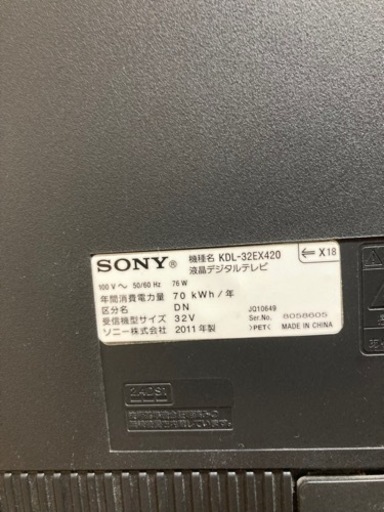 SONY® 機種名 KDL-32EX420
液晶デジタルテレビ
⇐ X18
100 V～ 50/60 Hz 76 W
年間消費電力量 70 kWh/年
区分名 DN
受信機型サイズ 32V
ソニー株式会社 2011 年製
JQ10649
Ser.No. 8058605
>PET< MADE IN CHINA